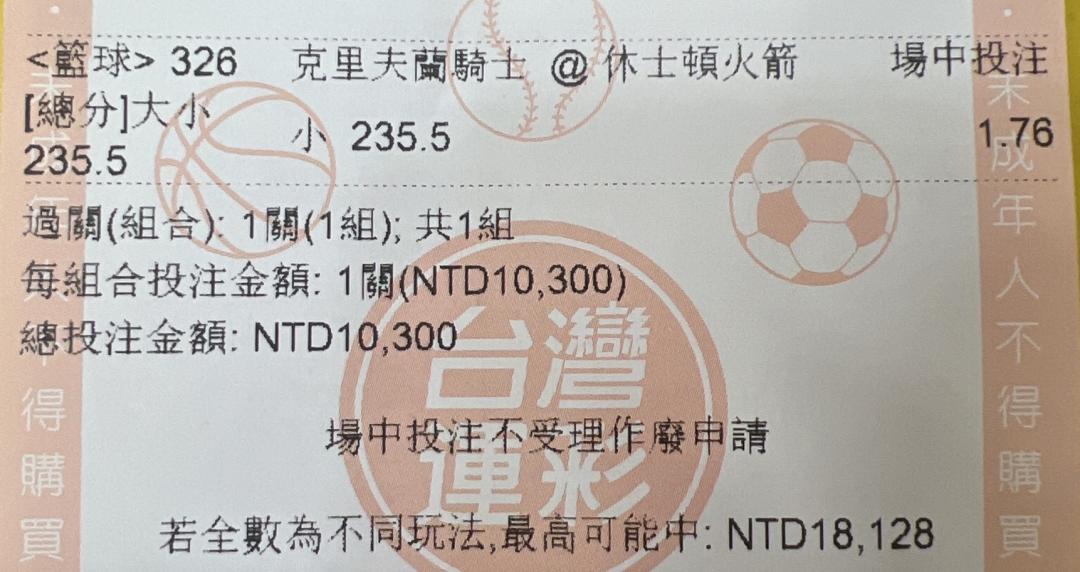 <籃球> 326 克里夫蘭騎士 @ 休士頓火箭 場中投注
[總分]大小
235.5 小 235.5 1.76
過關(組合): 1關(1組); 共1組
每組合投注金額: 1關(NTD10,300)
總投注金額: NTD10,300
台灣
運彩
場中投注不受理作廢申請
若全數為不同玩法,最高可能中: NTD18,128
未成年人不得購買
未成年 不得購買